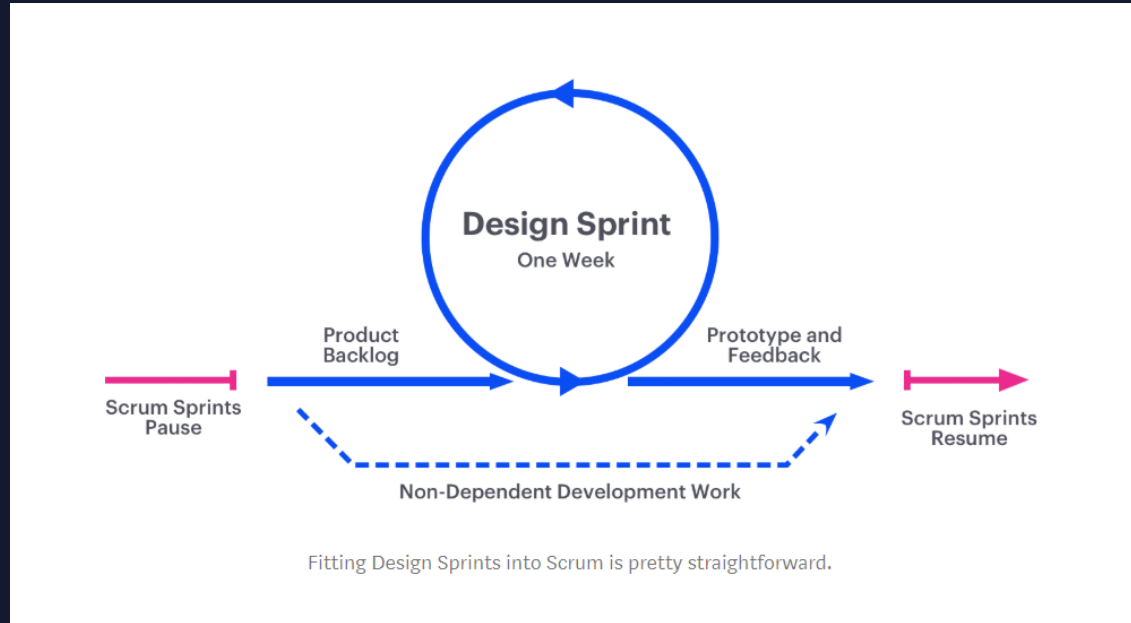 Design Sprint
One Week
Product
Backlog
Prototype and
Feedback
Scrum Sprints
Pause
Scrum Sprints
Resume
Non-Dependent Development Work
Fitting Design Sprints into Scrum is pretty straightforward.